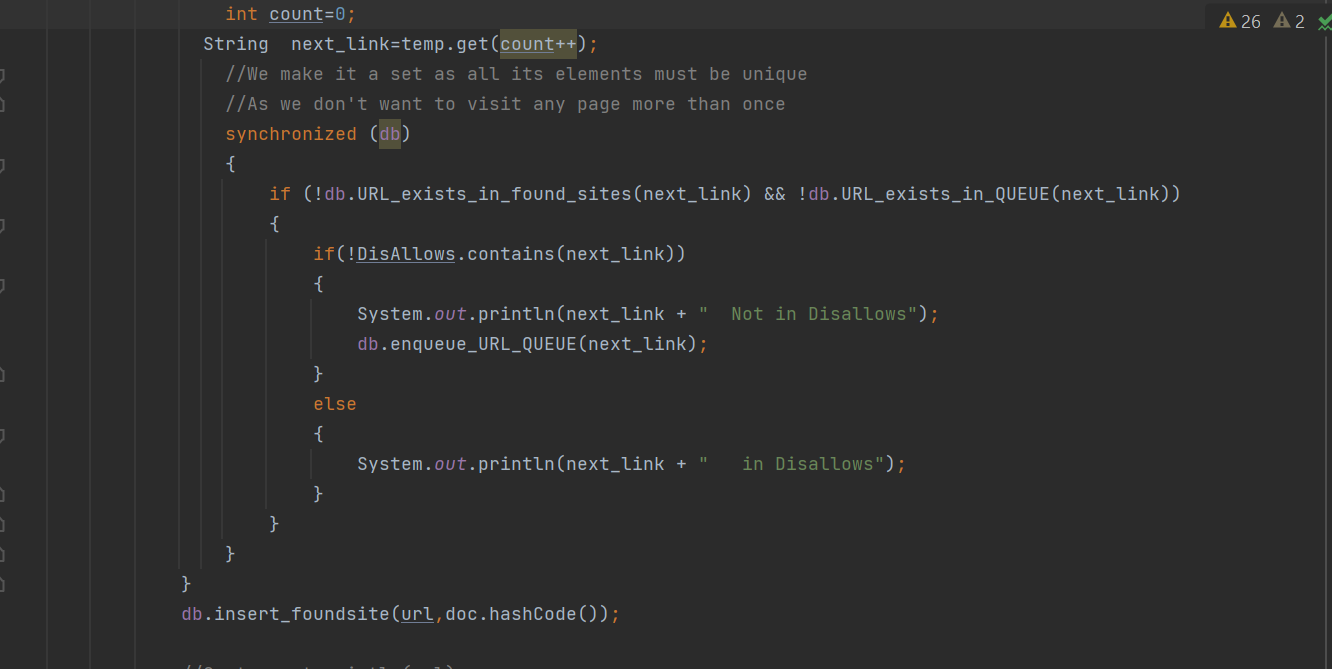 int count=0;
26 2
String next_link=temp.get(count++);
//We make it a set as all its elements must be unique
//As we don't want to visit any page more than once
synchronized (db)
{
if (!db.URL_exists_in_found_sites(next_link) && !db.URL_exists_in_QUEUE(next_link))
{
if(!DisAllows.contains(next_link))
{
System.out.println(next_link + "  Not in Disallows");
db.enqueue_URL_QUEUE(next_link);
}
else
{
System.out.println(next_link + "   in Disallows");
}
}
}
}
db.insert_foundsite(url,doc.hashCode());